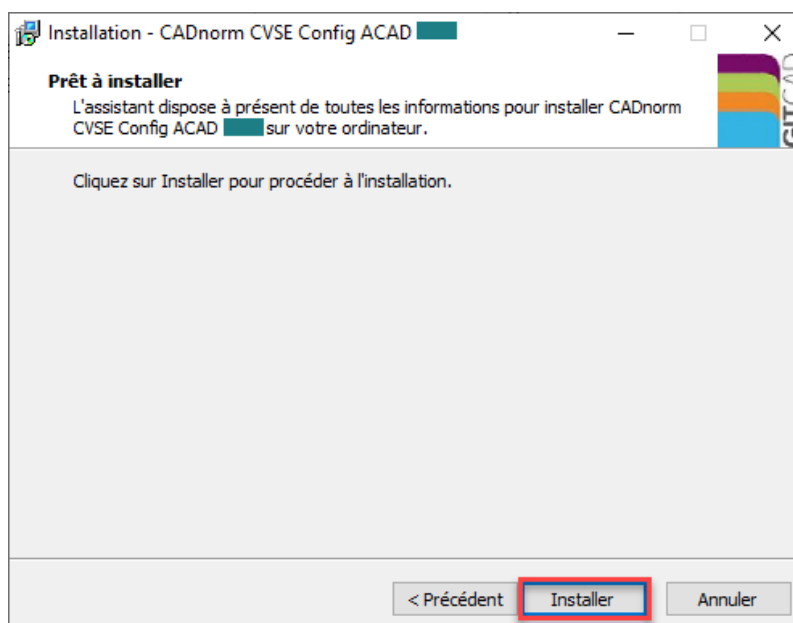 Installation - CADnorm CVSE Config ACAD
Prêt à installer
L'assistant dispose à présent de toutes les informations pour installer CADnorm
CVSE Config ACAD sur votre ordinateur.
GITCAD
Cliquez sur Installer pour procéder à l'installation.
< Précédent
Installer
Annuler